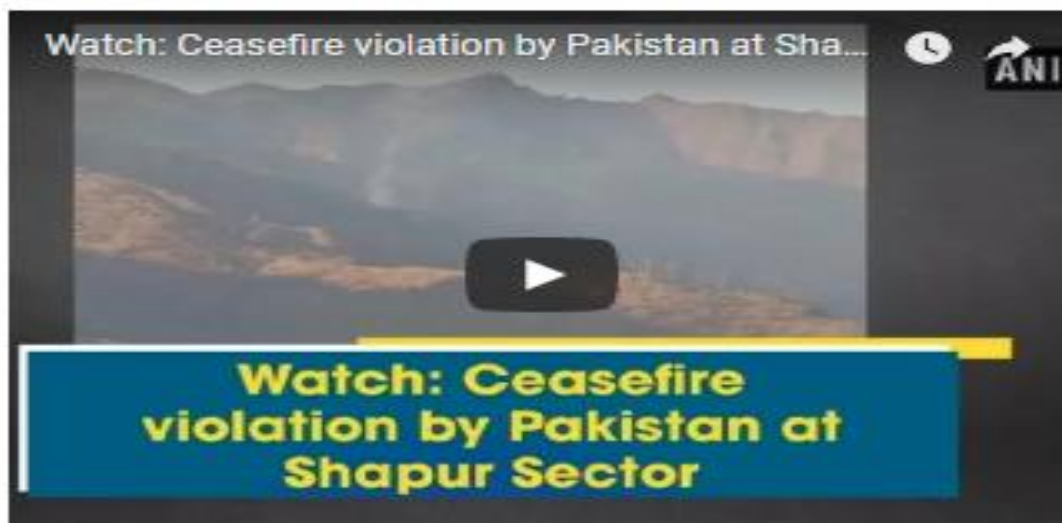 Watch: Ceasefire violation by Pakistan at Sha...
ANI
Watch: Ceasefire
violation by Pakistan at
Shapur Sector